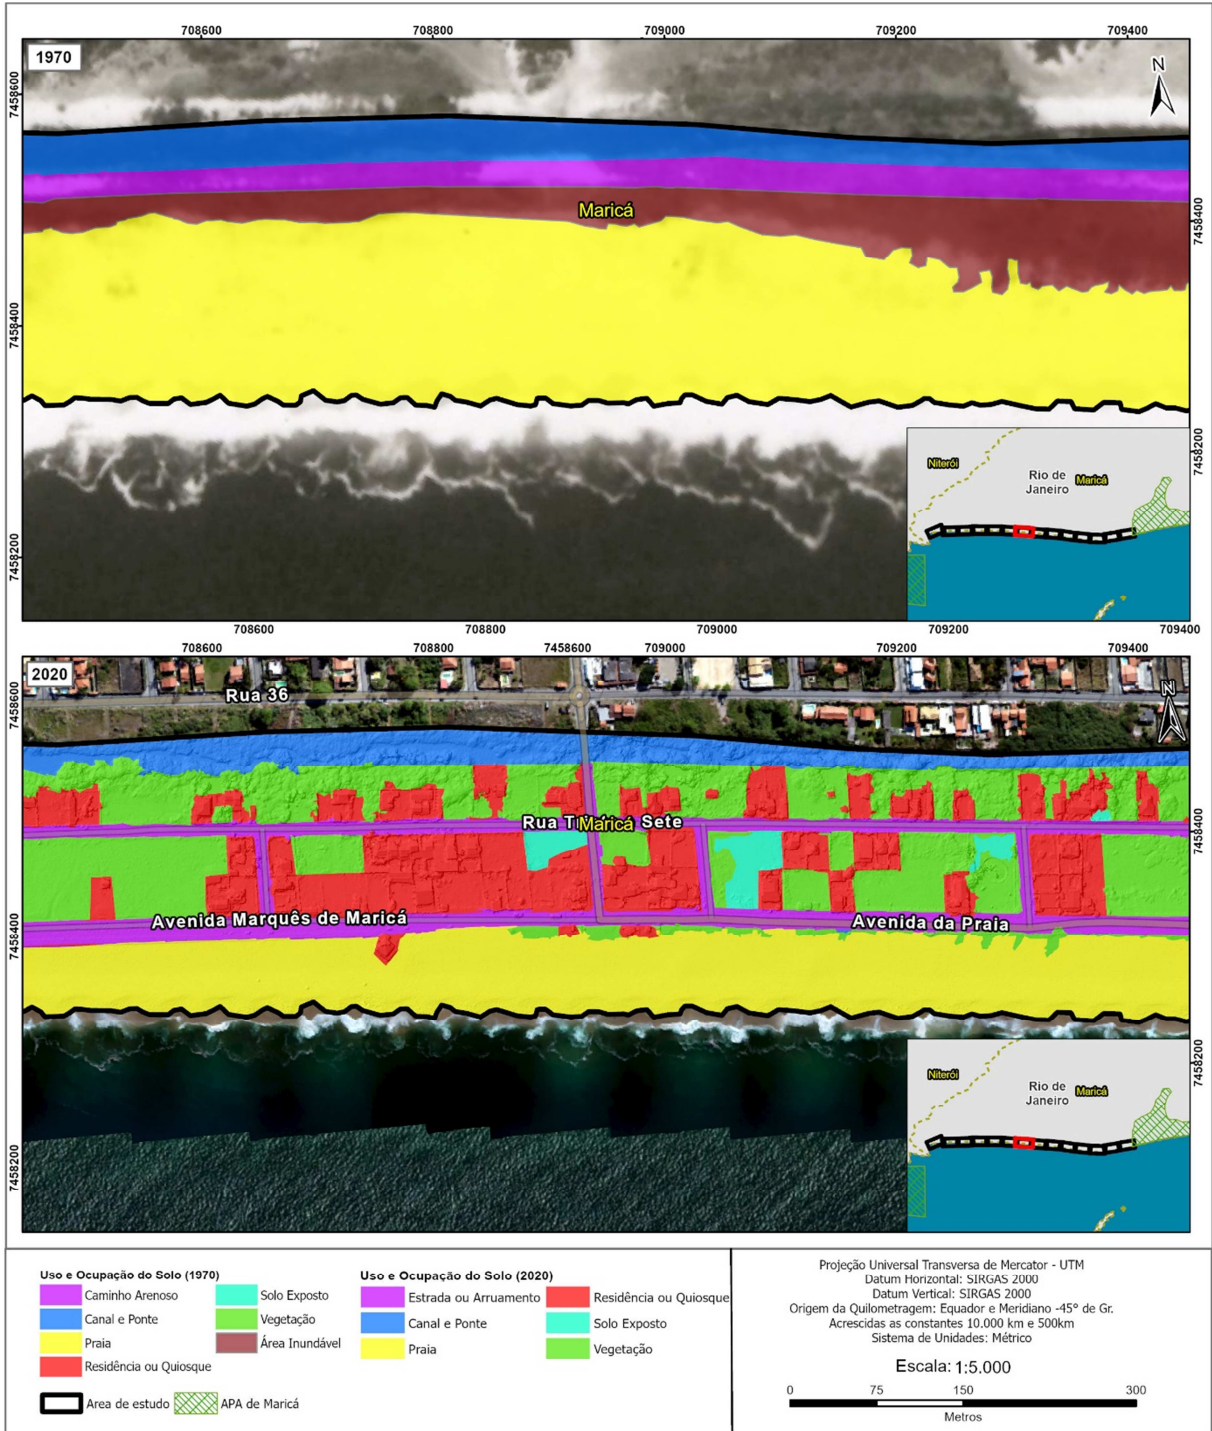 708600 708800 709000 709200 709400
1970
N
7458600
7458400
Maricá
7458400
7458200
7458200
Niterói
Rio de
Janeiro
Maricá
708600 708800 709000 709200 709400
708600 708800 7458600 709000 709200 709400
2020
N
7458600
Rua 36
Rua T
Maricá
Sete
7458400
Avenida Marquês de Maricá
Avenida da Praia
7458400
7458200
7458200
Niterói
Rio de
Janeiro
Maricá
Uso e Ocupação do Solo (1970)
Caminho Arenoso
Canal e Ponte
Praia
Residência ou Quiosque
Solo Exposto
Vegetação
Área Inundável
Uso e Ocupação do Solo (2020)
Estrada ou Arruamento
Canal e Ponte
Praia
Residência ou Quiosque
Solo Exposto
Vegetação
Area de estudo
APA de Maricá
Projeção Universal Transversa de Mercator - UTM
Datum Horizontal: SIRGAS 2000
Datum Vertical: SIRGAS 2000
Origem da Quilometragem: Equador e Meridiano -45° de Gr.
Acrescidas as constantes 10.000 km e 500km
Sistema de Unidades: Métrico
Escala: 1:5.000
0 75 150 300
Metros